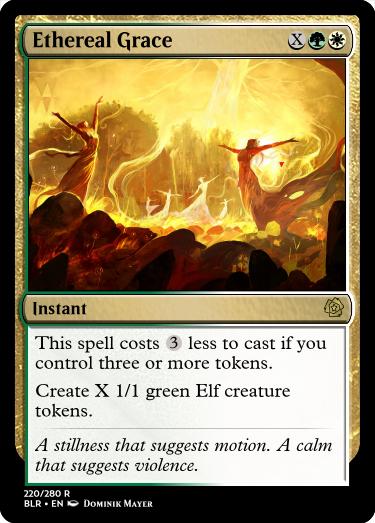 Ethereal Grace X
Instant
This spell costs 3 less to cast if you
control three or more tokens.
Create X 1/1 green Elf creature
tokens.
A stillness that suggests motion. A calm
that suggests violence.
220/280 R
BLR • EN Dominik Mayer